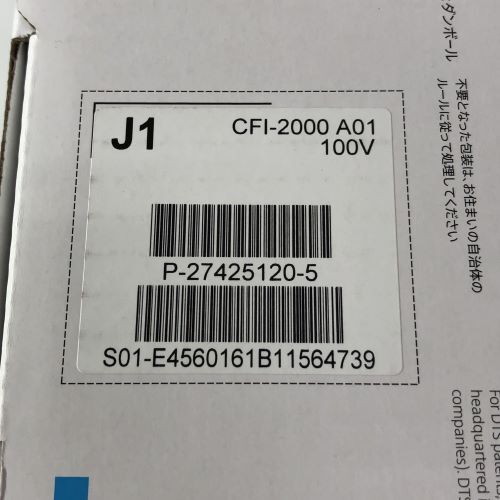 J1
CFI-2000 A01
100V
P-27425120-5
S01-E4560161B11564739
ダンボール
不要となった包装は、お住まいの自治体の
ルールに従って処理してください
For DTS
headquartered
companies). DTS